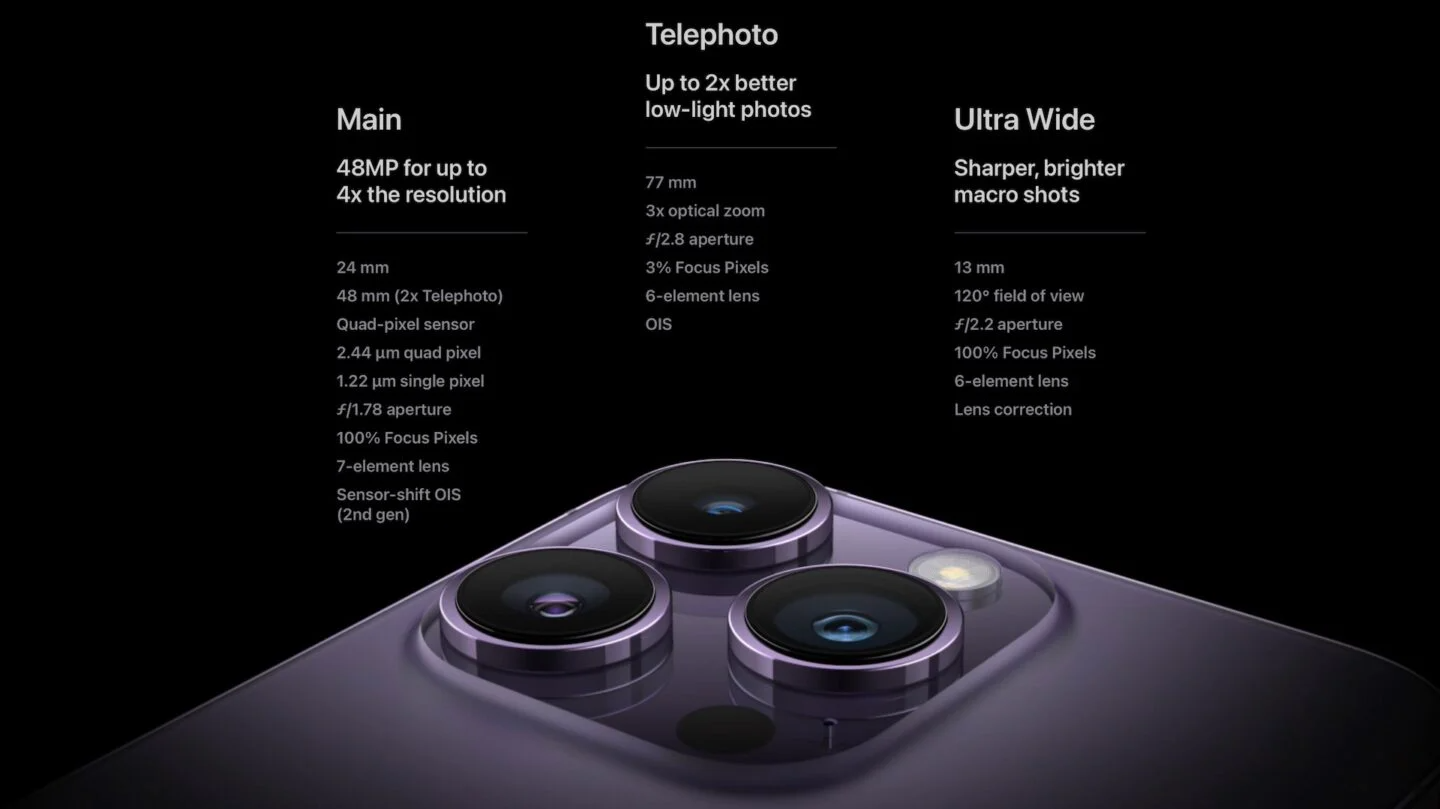 Main
48MP for up to
4x the resolution
24 mm
48 mm (2x Telephoto)
Quad-pixel sensor
2.44 µm quad pixel
1.22 µm single pixel
ƒ/1.78 aperture
100% Focus Pixels
7-element lens
Sensor-shift OIS
(2nd gen)
Telephoto
Up to 2x better
low-light photos
77 mm
3x optical zoom
ƒ/2.8 aperture
3% Focus Pixels
6-element lens
OIS
Ultra Wide
Sharper, brighter
macro shots
13 mm
120° field of view
ƒ/2.2 aperture
100% Focus Pixels
6-element lens
Lens correction